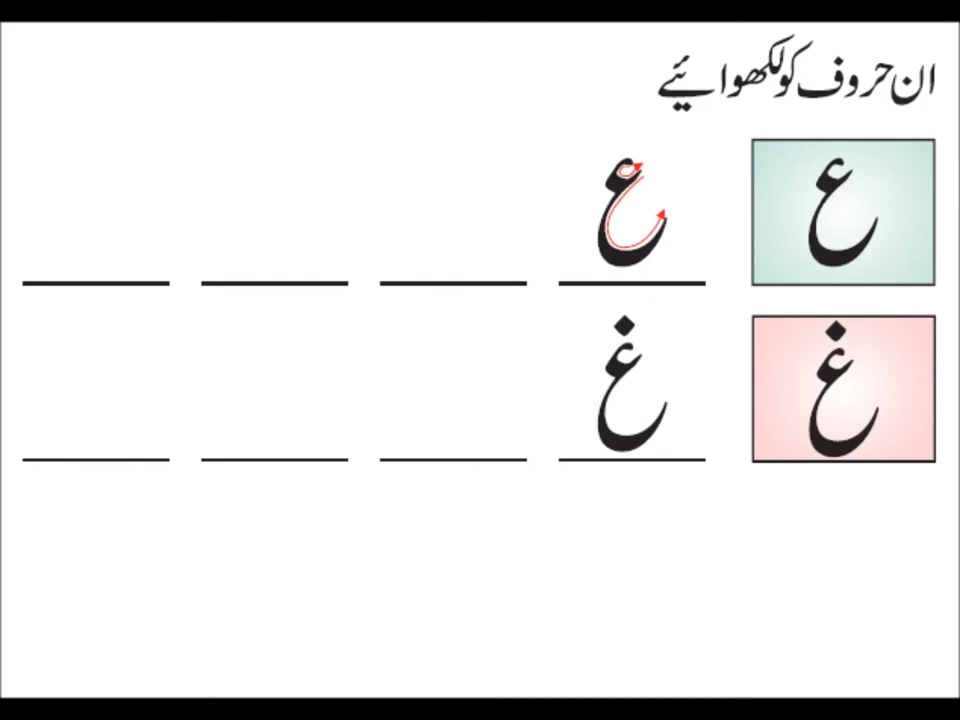 ان حروف کو لکھوائیے
ع ع
غ غ